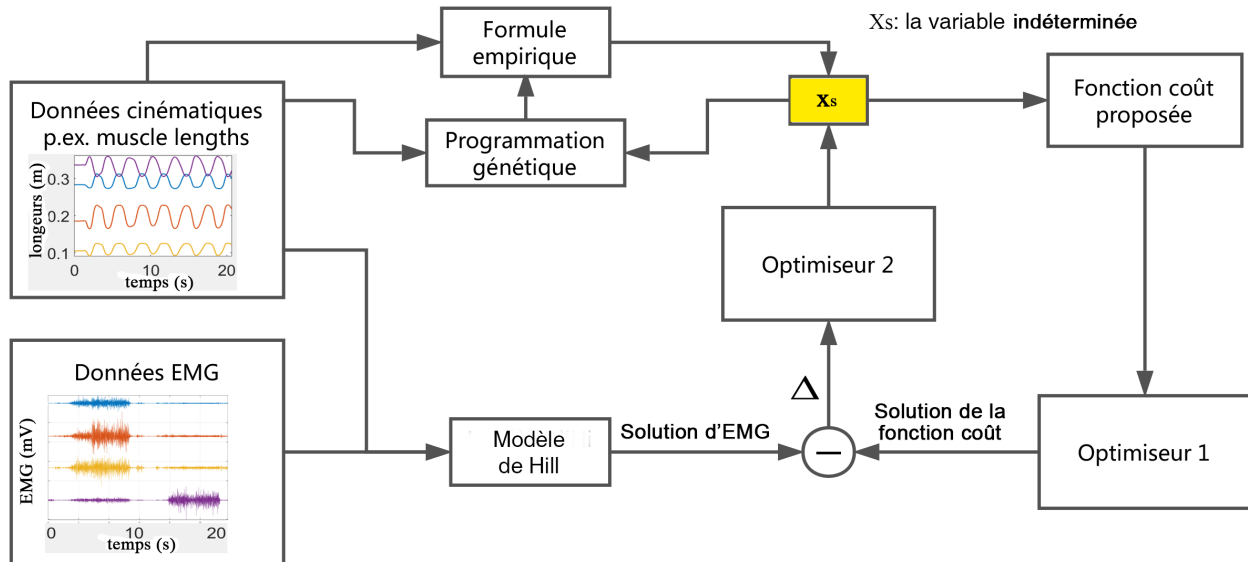 Xs: la variable indéterminée
Formule
empirique
Données cinématiques
p.ex. muscle lengths
longeurs (m)
0.3
0.2
0.1
0 10 20
temps (s)
Programmation
génétique
xs
Fonction coût
proposée
Optimiseur 2
Données EMG
EMG (mV)
0 10 20
temps (s)
Modèle
de Hill
Solution d'EMG
Δ
−
Solution de la
fonction coût
Optimiseur 1